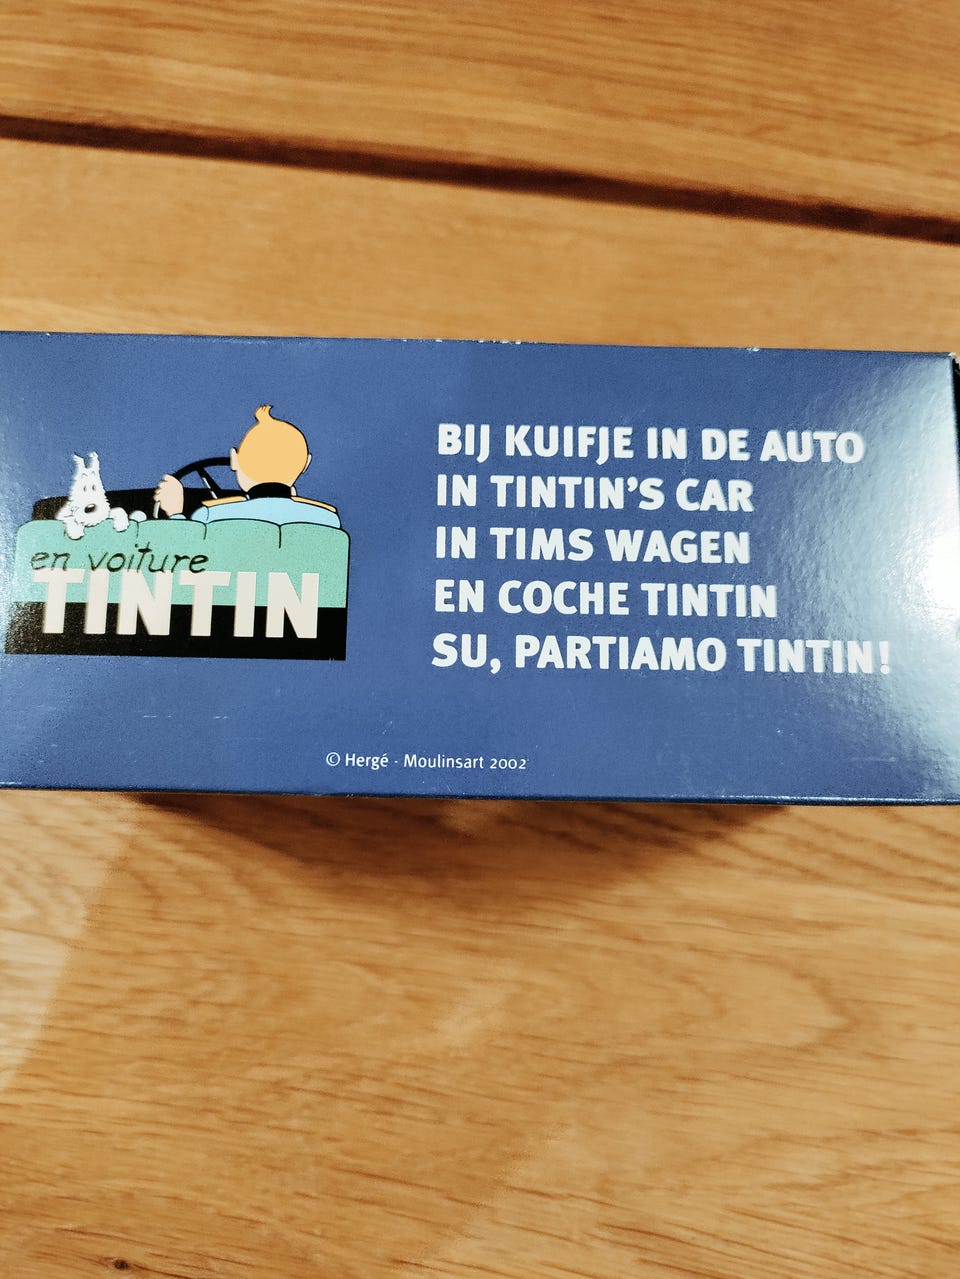 en voiture
TINTIN
BIJ KUIFJE IN DE AUTO
IN TINTIN'S CAR
IN TIMS WAGEN
EN COCHE TINTIN
SU, PARTIAMO TINTIN!
© Hergé - Moulinsart 2002